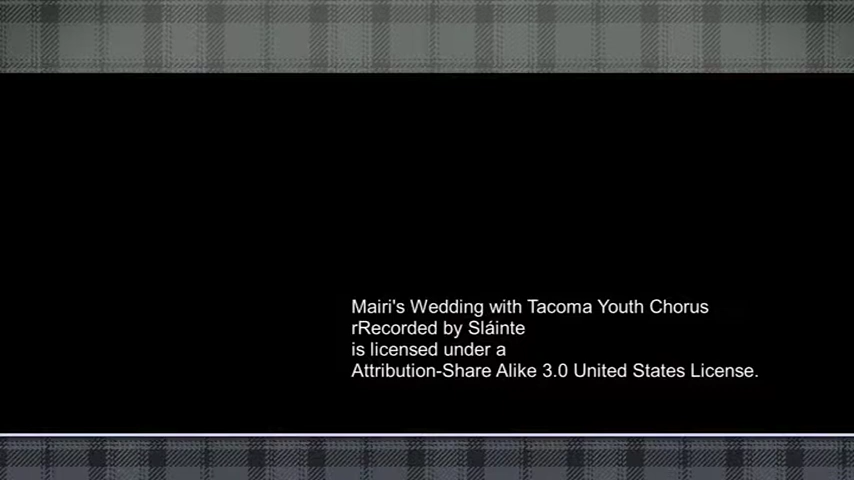 Mairi's Wedding with Tacoma Youth Chorus
rRecorded by Sláinte
is licensed under a
Attribution-Share Alike 3.0 United States License.